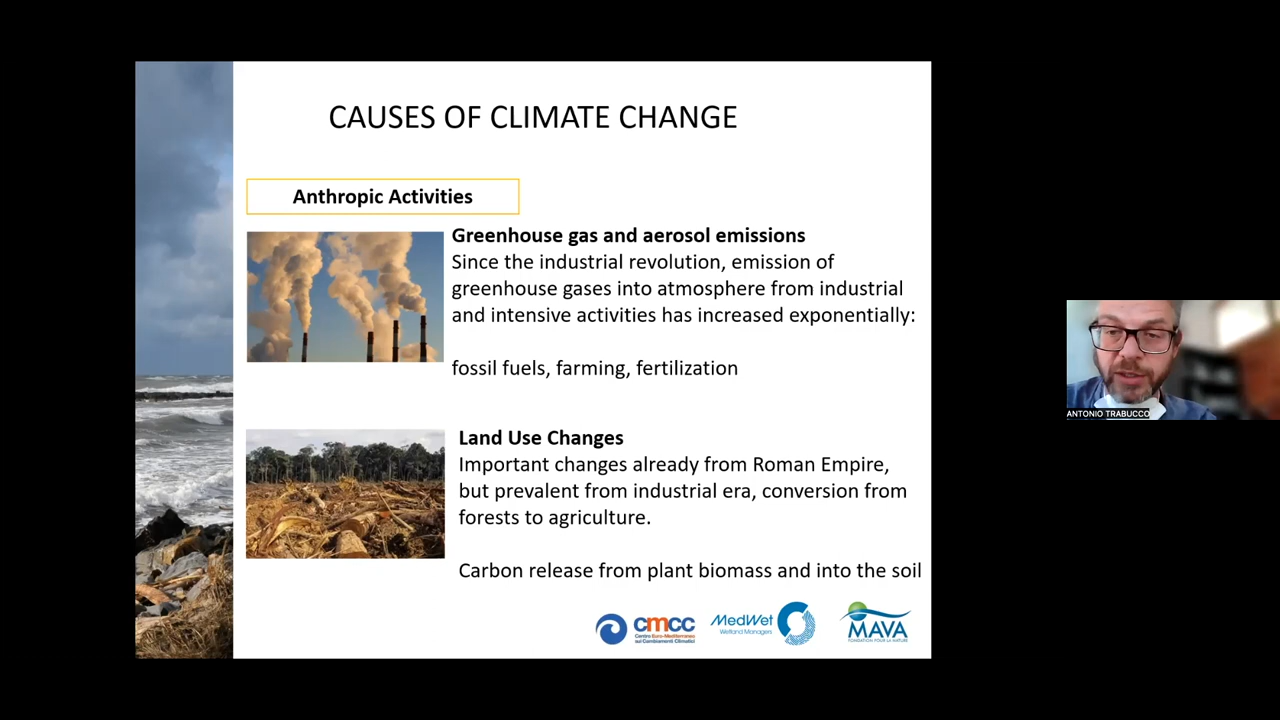 CAUSES OF CLIMATE CHANGE
Anthropic Activities
Greenhouse gas and aerosol emissions
Since the industrial revolution, emission of
greenhouse gases into atmosphere from industrial
and intensive activities has increased exponentially:
fossil fuels, farming, fertilization
Land Use Changes
Important changes already from Roman Empire,
but prevalent from industrial era, conversion from
forests to agriculture.
Carbon release from plant biomass and into the soil
cmcc
Centro Euro-Mediterraneo
sui Cambiamenti Climatici
MedWet
Wetland Managers
MAVA
FONDATION POUR LA NATURE
ANTONIO TRABUCCO